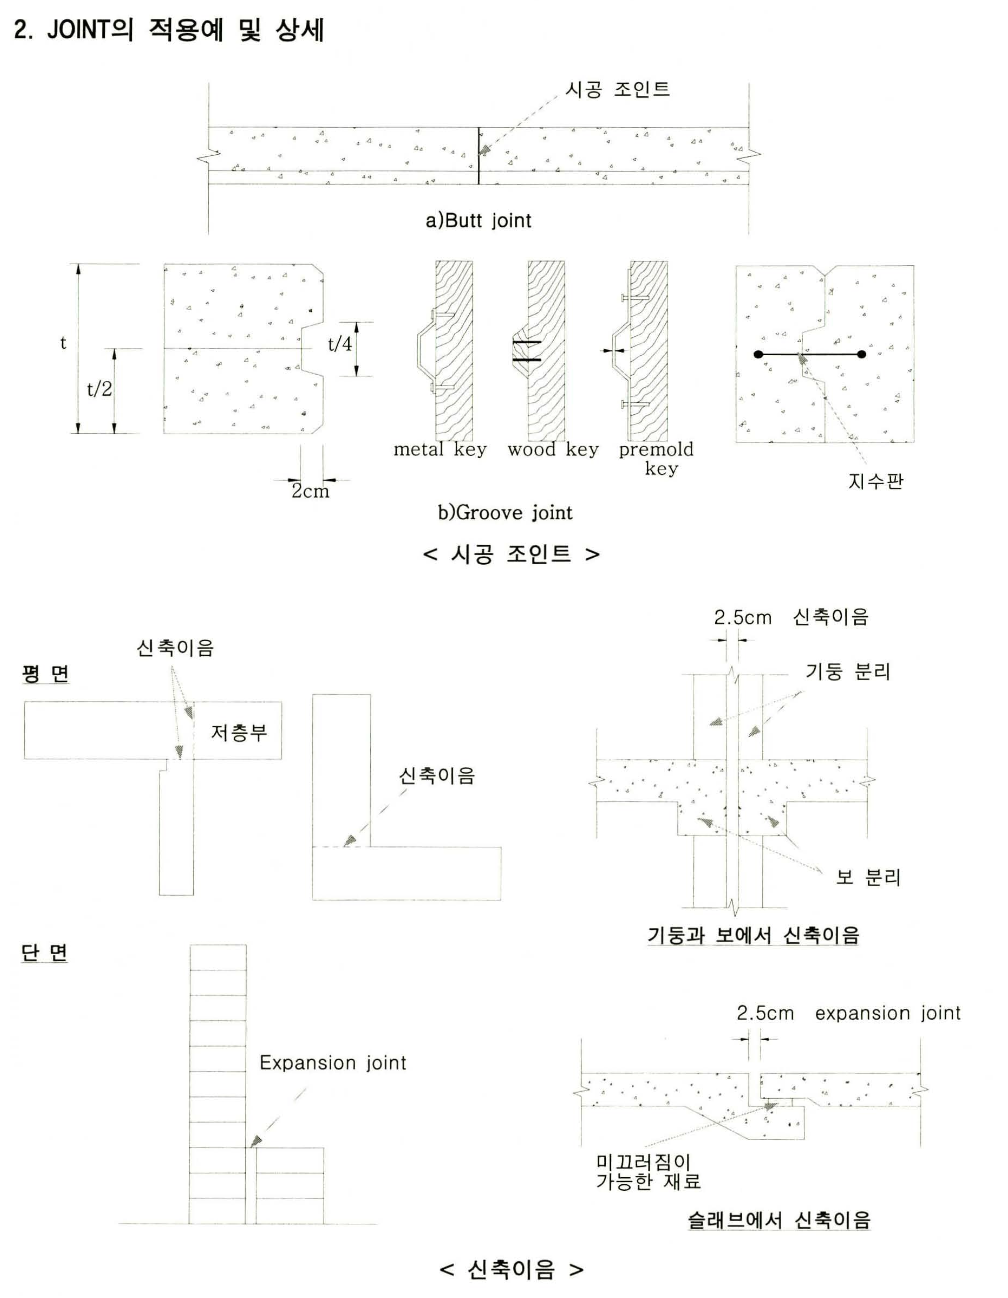 2. JOINT의 적용예 및 상세
시공 조인트
a)Butt joint
t
t/2
t/4
2cm
metal key
wood key
premold
key
지수판
b)Groove joint
< 시공 조인트 >
평 면
신축이음
저층부
신축이음
2.5cm 신축이음
기둥 분리
보 분리
기둥과 보에서 신축이음
단 면
Expansion joint
2.5cm expansion joint
미끄러짐이
가능한 재료
슬래브에서 신축이음
< 신축이음 >